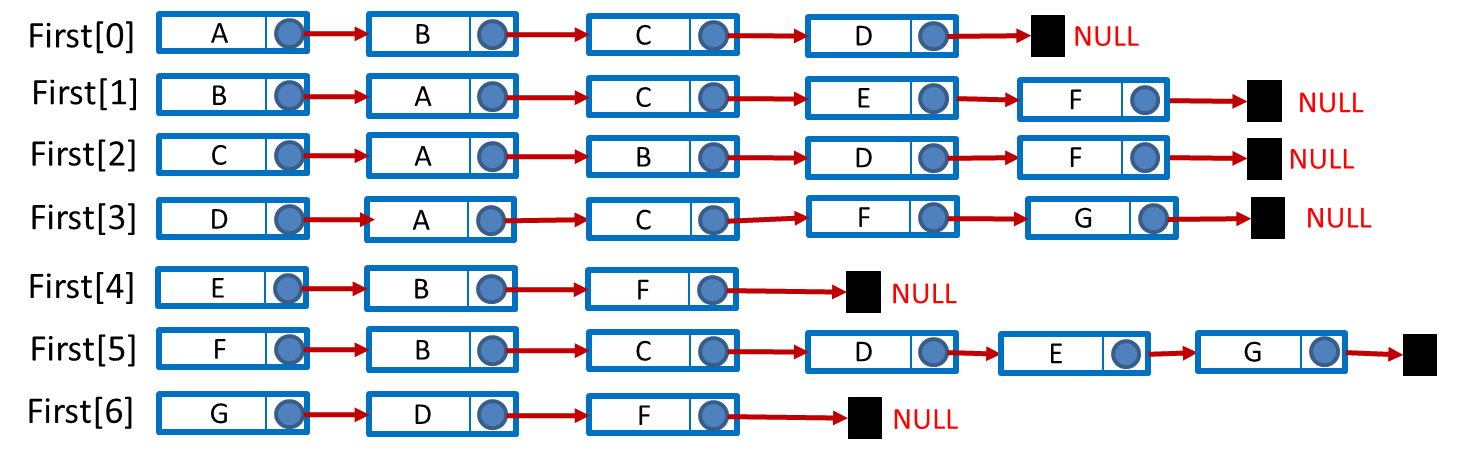 First[0] A B C D NULL
First[1] B A C E F NULL
First[2] C A B D F NULL
First[3] D A C F G NULL
First[4] E B F NULL
First[5] F B C D E G
First[6] G D F NULL